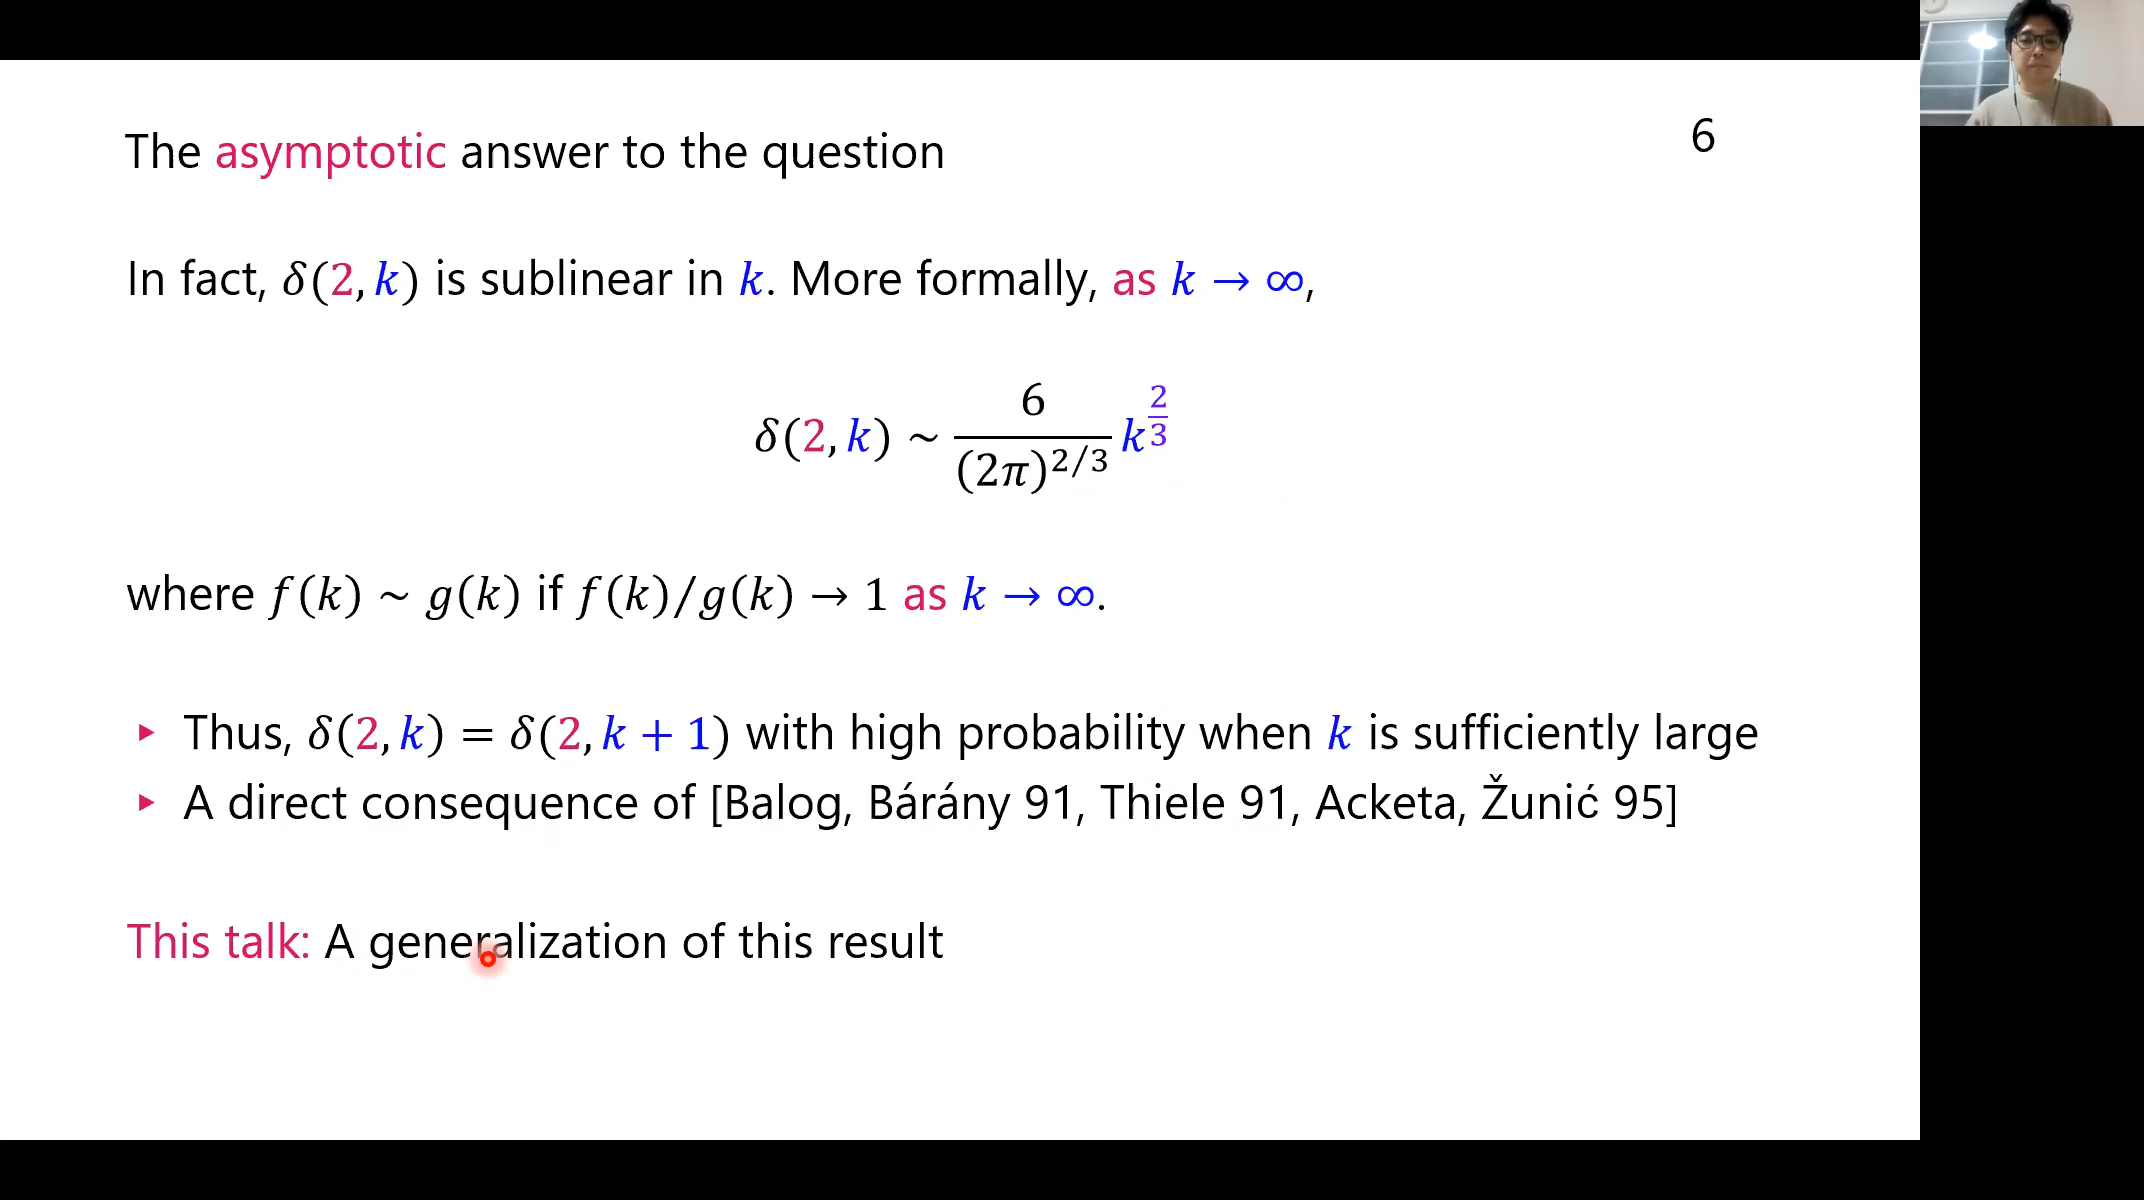 The asymptotic answer to the question
6
In fact, δ(2, k) is sublinear in k. More formally, as k → ∞,
δ(2, k) ~ 6/(2π)^{2/3} k^{2/3}
where f(k) ~ g(k) if f(k)/g(k) → 1 as k → ∞.
▸ Thus, δ(2, k) = δ(2, k + 1) with high probability when k is sufficiently large
▸ A direct consequence of [Balog, Bárány 91, Thiele 91, Acketa, Žunić 95]
This talk: A generalization of this result